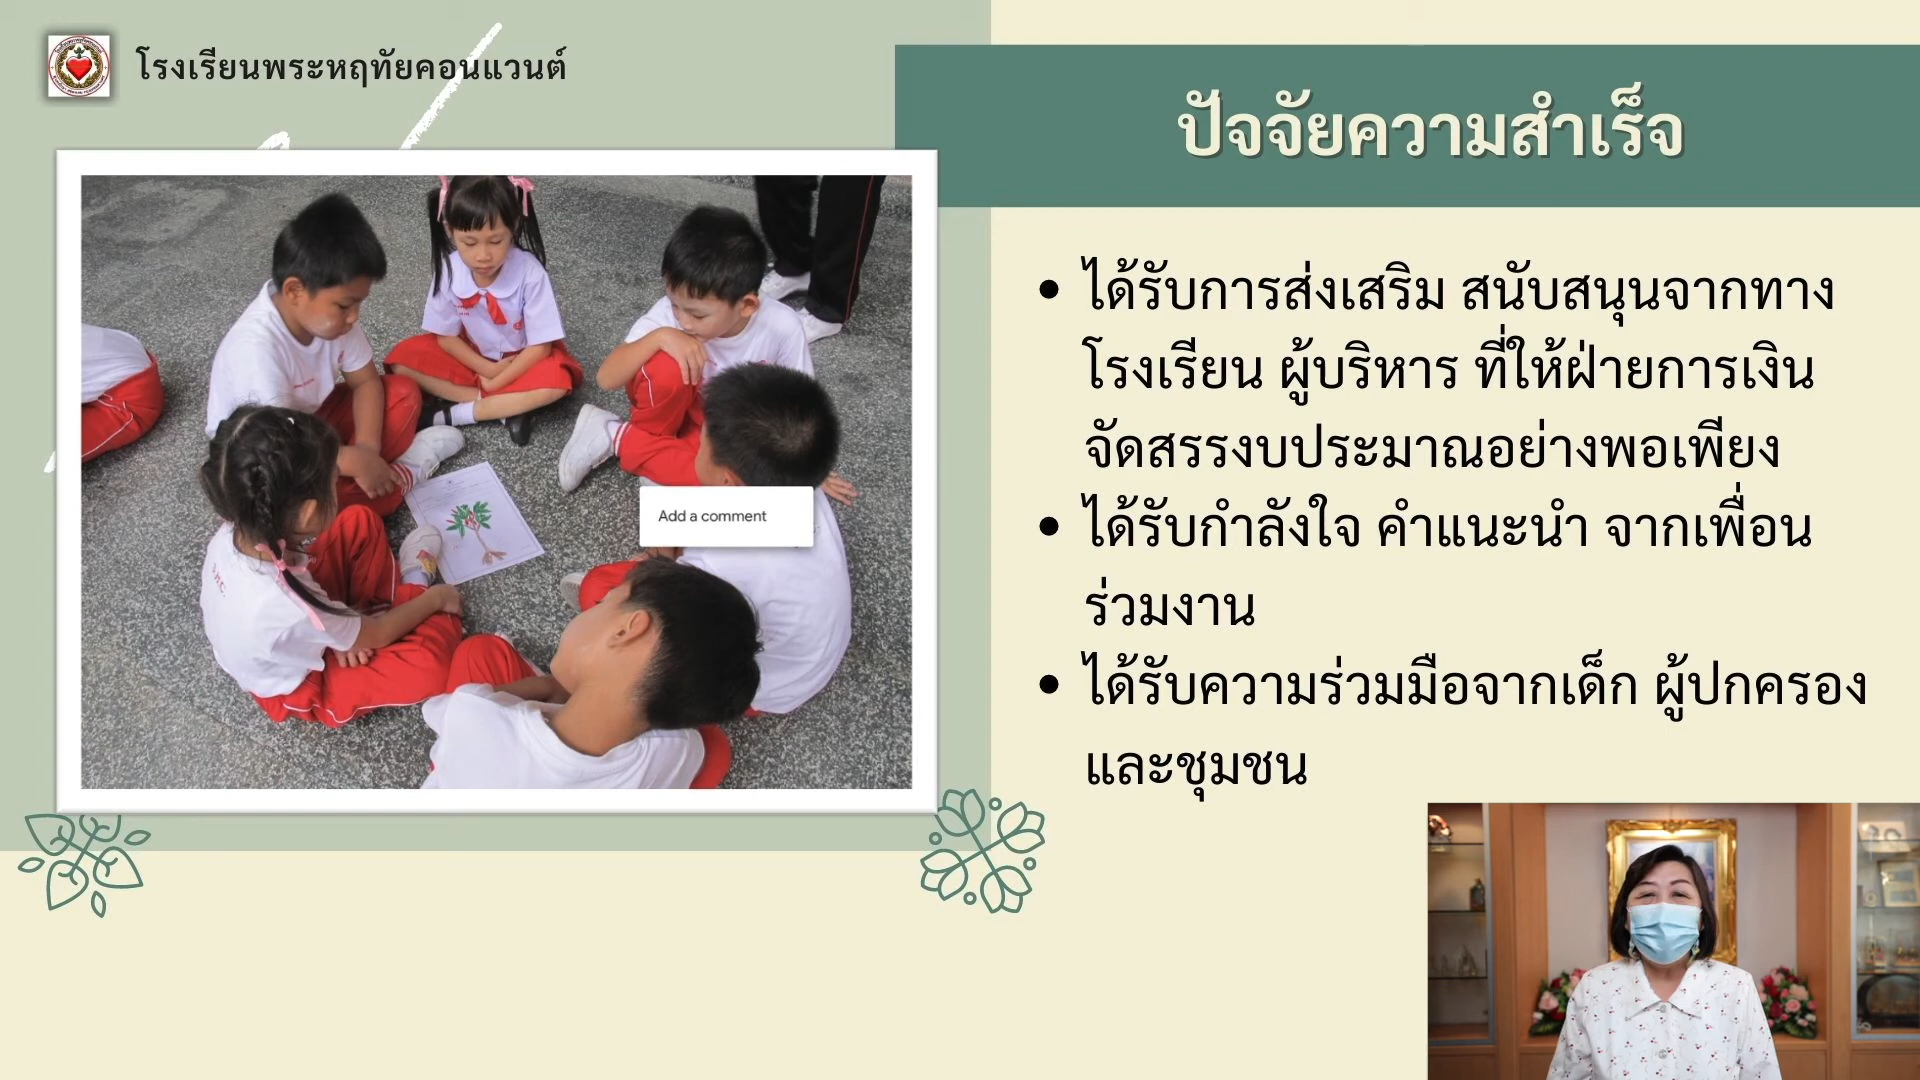 โรงเรียนพระหฤทัยคอนแวนต์
ปัจจัยความสำเร็จ
• ได้รับการส่งเสริม สนับสนุนจากทาง
โรงเรียน ผู้บริหาร ที่ให้ฝ่ายการเงิน
จัดสรรงบประมาณอย่างพอเพียง
• ได้รับกำลังใจ คำแนะนำ จากเพื่อน
ร่วมงาน
• ได้รับความร่วมมือจากเด็ก ผู้ปกครอง
และชุมชน
Add a comment